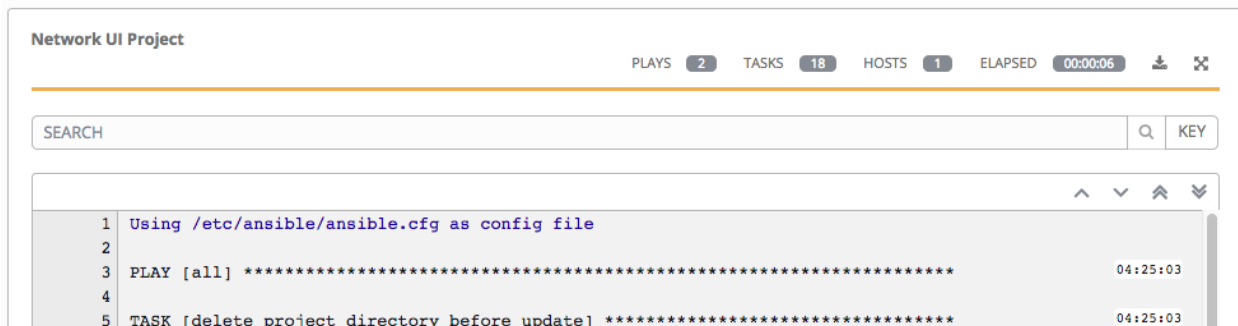 Network UI Project
PLAYS 2 TASKS 18 HOSTS 1 ELAPSED 00:00:06
SEARCH KEY
1 Using /etc/ansible/ansible.cfg as config file
2
3 PLAY [all] ********************************************************************* 04:25:03
4
5 TASK [delete project directory before update] ********************************** 04:25:03